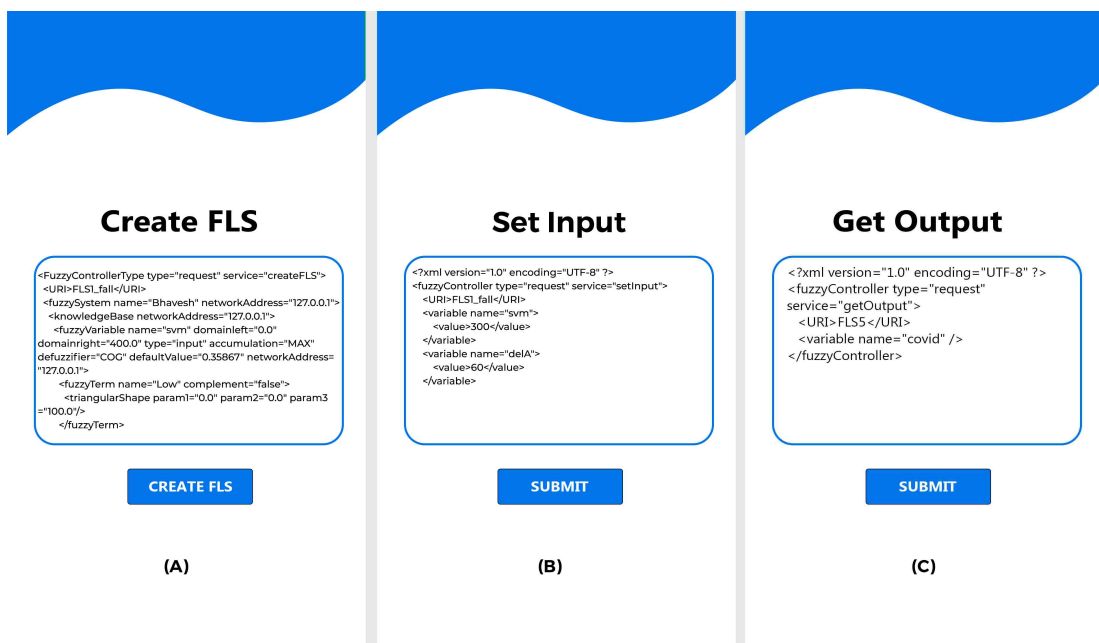 Create FLS
<FuzzyControllerType type="request" service="createFLS">
<URI>FLS1_fall</URI>
<fuzzySystem name="Bhavesh" networkAddress="127.0.0.1">
<knowledgeBase networkAddress="127.0.0.1">
<fuzzyVariable name="svm" domainleft="0.0"
domainright="400.0" type="input" accumulation="MAX"
defuzzifier="COG" defaultValue="0.35867" networkAddress=
"127.0.0.1">
<fuzzyTerm name="Low" complement="false">
<triangularShape param1="0.0" param2="0.0" param3
="100.0"/>
</fuzzyTerm>
CREATE FLS
(A)
Set Input
<?xml version="1.0" encoding="UTF-8" ?>
<fuzzyController type="request" service="setInput">
<URI>FLS1_fall</URI>
<variable name="svm">
<value>300</value>
</variable>
<variable name="delA">
<value>60</value>
</variable>
SUBMIT
(B)
Get Output
<?xml version="1.0" encoding="UTF-8" ?>
<fuzzyController type="request"
service="getOutput">
<URI>FLS5</URI>
<variable name="covid" />
</fuzzyController>
SUBMIT
(C)